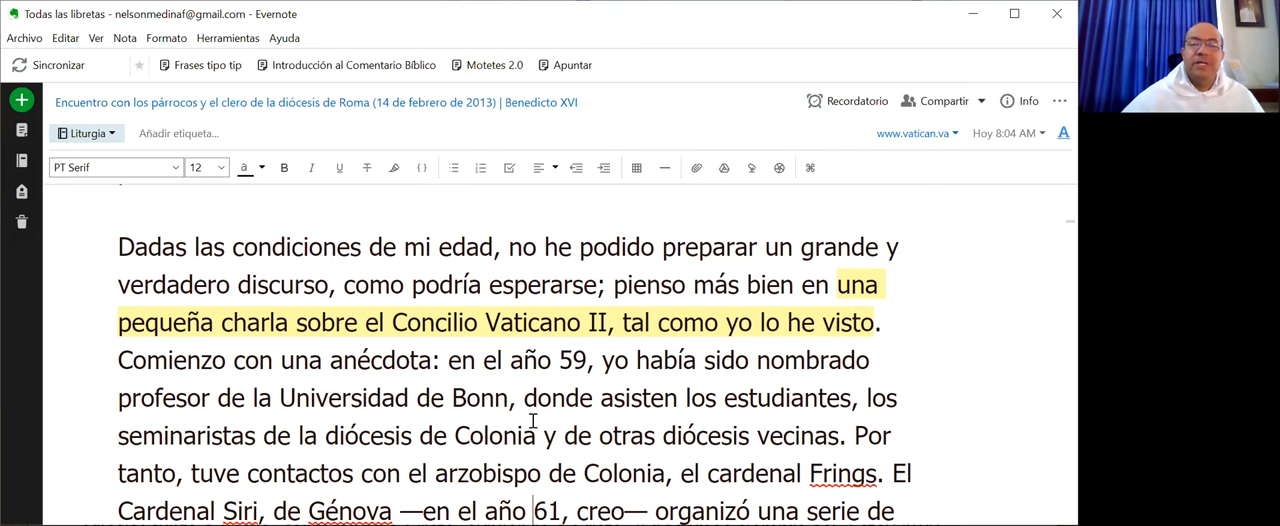 Todas las libretas - nelsonmedinaf@gmail.com - Evernote
Archivo Editar Ver Nota Formato Herramientas Ayuda
Sincronizar Frases tipo tip Introducción al Comentario Bíblico Motetes 2.0 Apuntar
Encuentro con los párrocos y el clero de la diócesis de Roma (14 de febrero de 2013) | Benedicto XVI Recordatorio Compartir Info
Liturgia Añadir etiqueta... www.vatican.va Hoy 8:04 AM A
PT Serif 12 a B I U T
Dadas las condiciones de mi edad, no he podido preparar un grande y
verdadero discurso, como podría esperarse; pienso más bien en una
pequeña charla sobre el Concilio Vaticano II, tal como yo lo he visto.
Comienzo con una anécdota: en el año 59, yo había sido nombrado
profesor de la Universidad de Bonn, donde asisten los estudiantes, los
seminaristas de la diócesis de Colonia y de otras diócesis vecinas. Por
tanto, tuve contactos con el arzobispo de Colonia, el cardenal Frings. El
Cardenal Siri, de Génova —en el año 61, creo— organizó una serie de